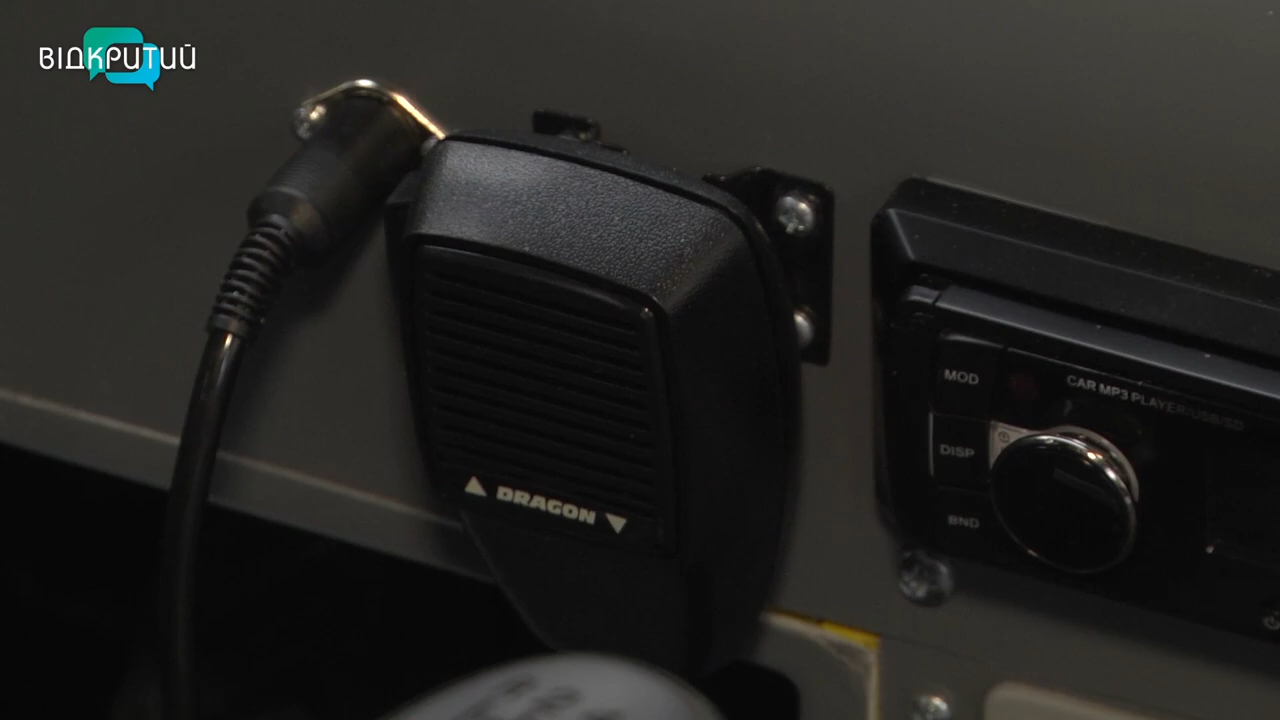 ВІДКРИТИЙ
▲ DRAGON ▼
MOD
CAR MP3 PLAYER/USB/SD
DISP
BND